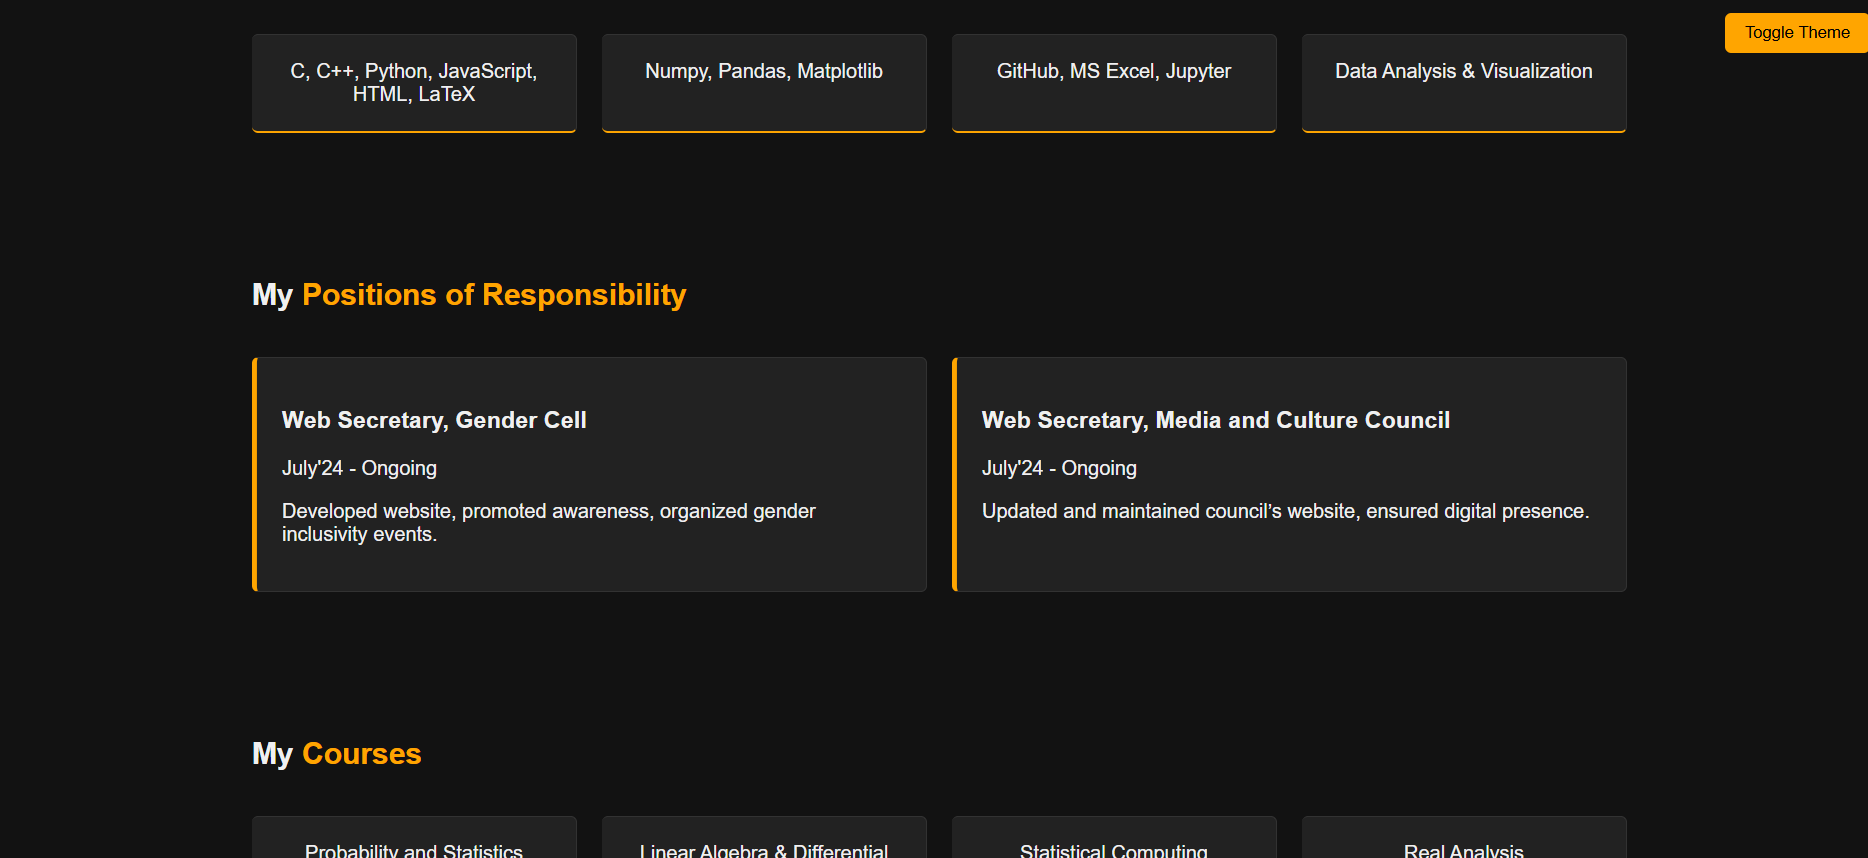 Toggle Theme
C, C++, Python, JavaScript,
HTML, LaTeX
Numpy, Pandas, Matplotlib
GitHub, MS Excel, Jupyter
Data Analysis & Visualization
My Positions of Responsibility
Web Secretary, Gender Cell
July'24 - Ongoing
Developed website, promoted awareness, organized gender
inclusivity events.
Web Secretary, Media and Culture Council
July'24 - Ongoing
Updated and maintained council’s website, ensured digital presence.
My Courses
Probability and Statistics
Linear Algebra & Differential
Statistical Computing
Real Analysis